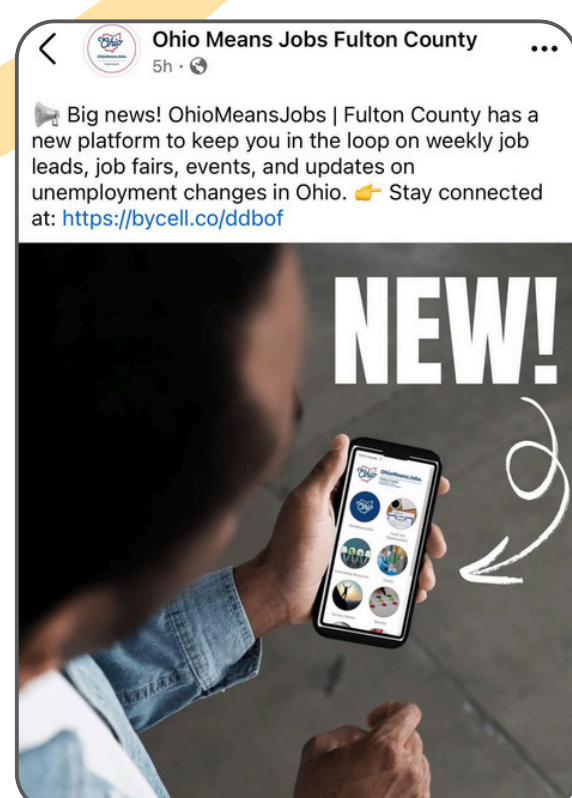 Ohio Means Jobs Fulton County
5h ·
Big news! OhioMeansJobs | Fulton County has a
new platform to keep you in the loop on weekly job
leads, job fairs, events, and updates on
unemployment changes in Ohio. 👉 Stay connected
at: https://bycell.co/ddbof
NEW!
Ohio
OhioMeansJobs.